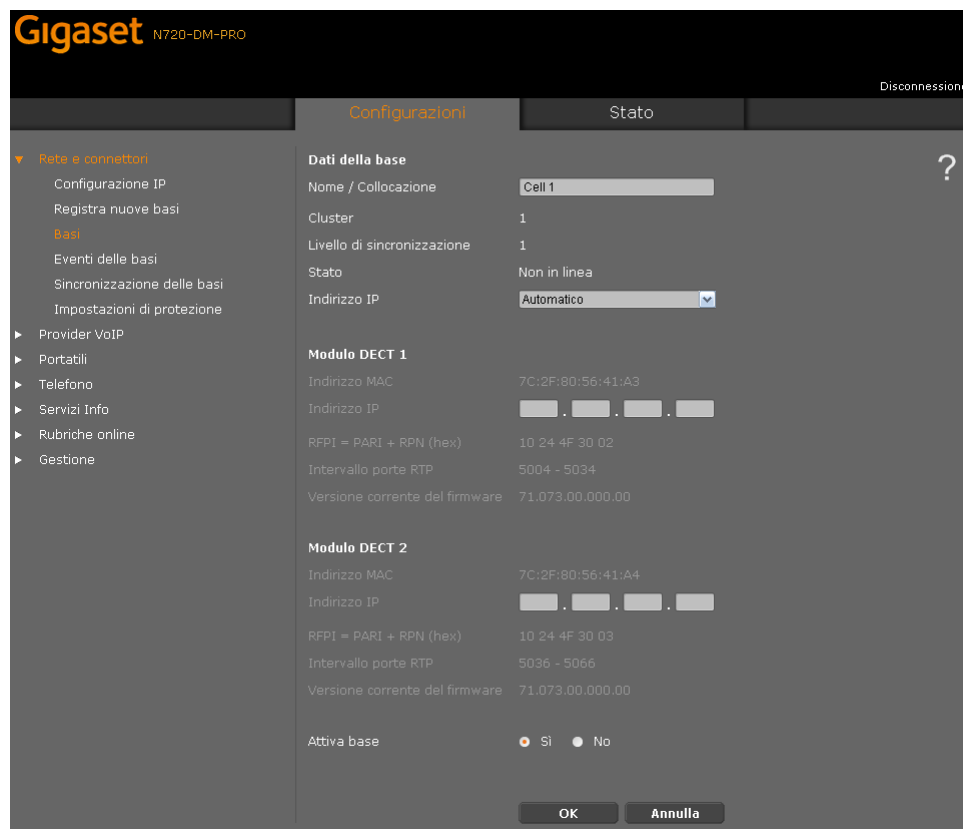 Gigaset N720-DM-PRO
Disconnessione
Configurazioni
Stato
Rete e connettori
Configurazione IP
Registra nuove basi
Basi
Eventi delle basi
Sincronizzazione delle basi
Impostazioni di protezione
Provider VoIP
Portatili
Telefono
Servizi Info
Rubriche online
Gestione
?
Dati della base
Nome / Collocazione Cell 1
Cluster 1
Livello di sincronizzazione 1
Stato Non in linea
Indirizzo IP Automatico
Modulo DECT 1
Indirizzo MAC 7C:2F:80:56:41:A3
Indirizzo IP . . .
RFPI = PARI + RPN (hex) 10 24 4F 30 02
Intervallo porte RTP 5004 - 5034
Versione corrente del firmware 71.073.00.000.00
Modulo DECT 2
Indirizzo MAC 7C:2F:80:56:41:A4
Indirizzo IP . . .
RFPI = PARI + RPN (hex) 10 24 4F 30 03
Intervallo porte RTP 5036 - 5066
Versione corrente del firmware 71.073.00.000.00
Attiva base Sì No
OK Annulla